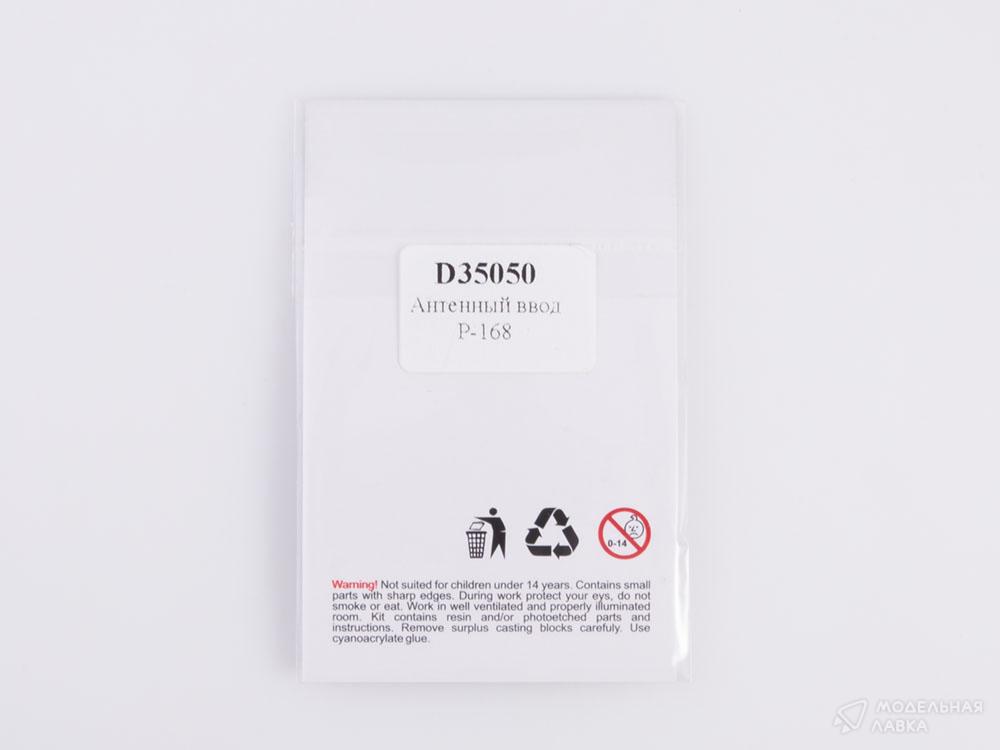 D35050
Антенный ввод
Р-168
0-14
Warning! Not suited for children under 14 years. Contains small
parts with sharp edges. During work protect your eys, do not
smoke or eat. Work in well ventilated and properly illuminated
room. Kit contains resin and/or photoetched parts and
instructions. Remove surplus casting blocks carefuly. Use
cyanoacrylate glue.
МОДЕЛЬНАЯ
ЛАВКА